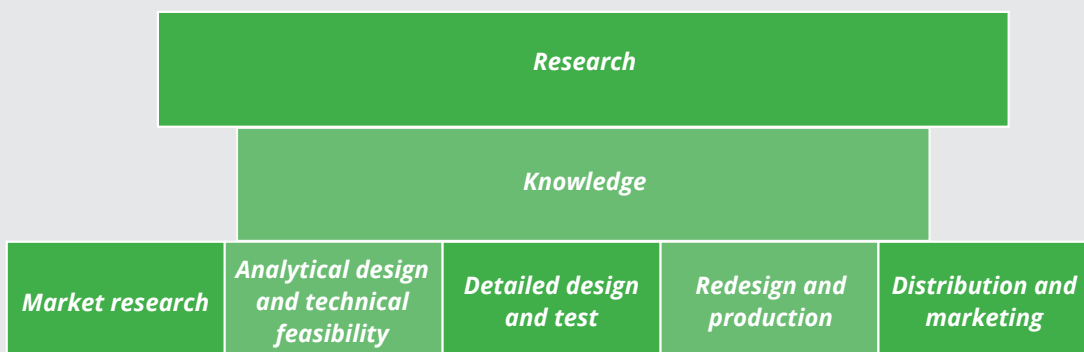 Research
Knowledge
Market research
Analytical design
and technical
feasibility
Detailed design
and test
Redesign and
production
Distribution and
marketing